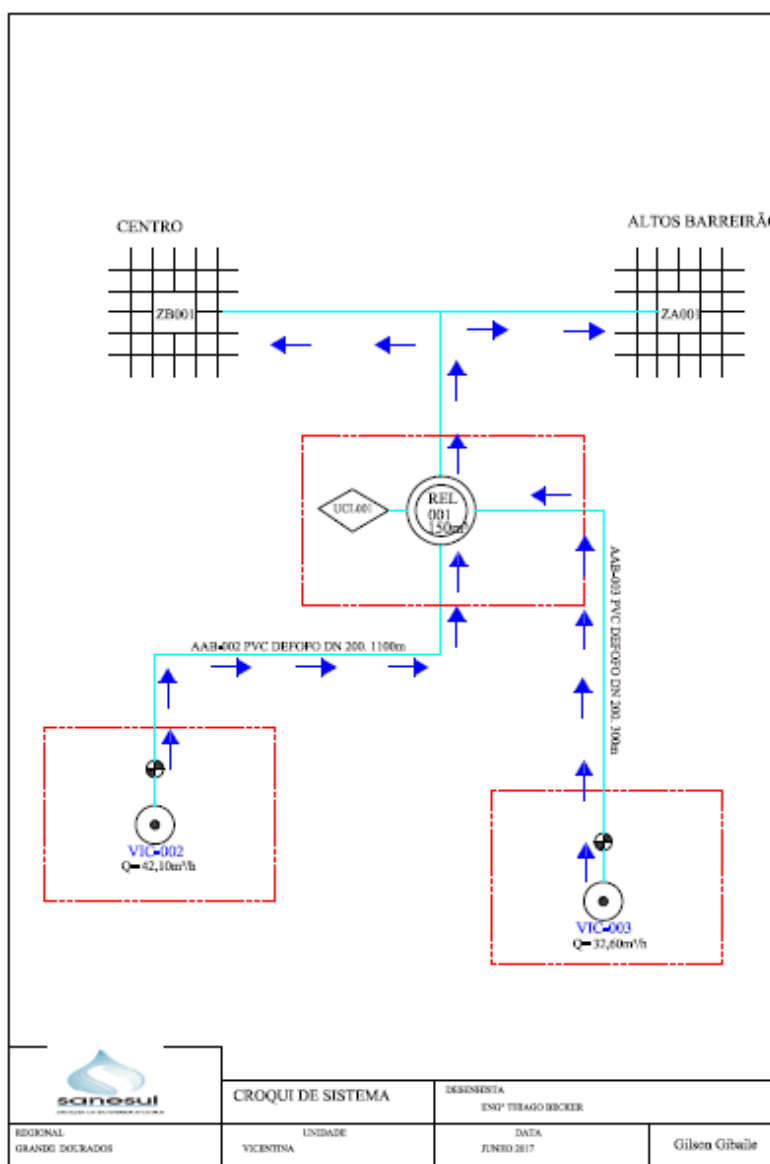 CENTRO
ALTOS BARREIRÃO
ZB001
ZA001
UCL001
REL
001
150m³
AAB-003 PVC DEFOFO DN 200. 300m
AAB-002 PVC DEFOFO DN 200. 1100m
VIC-002
Q=42,10m³/h
VIC-003
Q=32,60m³/h
sanesul
CROQUI DE SISTEMA
DESENHISTA
ENGº THIAGO BECKER
REGIONAL
GRANDE DOURADOS
UNIDADE
VICENTINA
DATA
JUNHO 2017
Gilson Gibaile